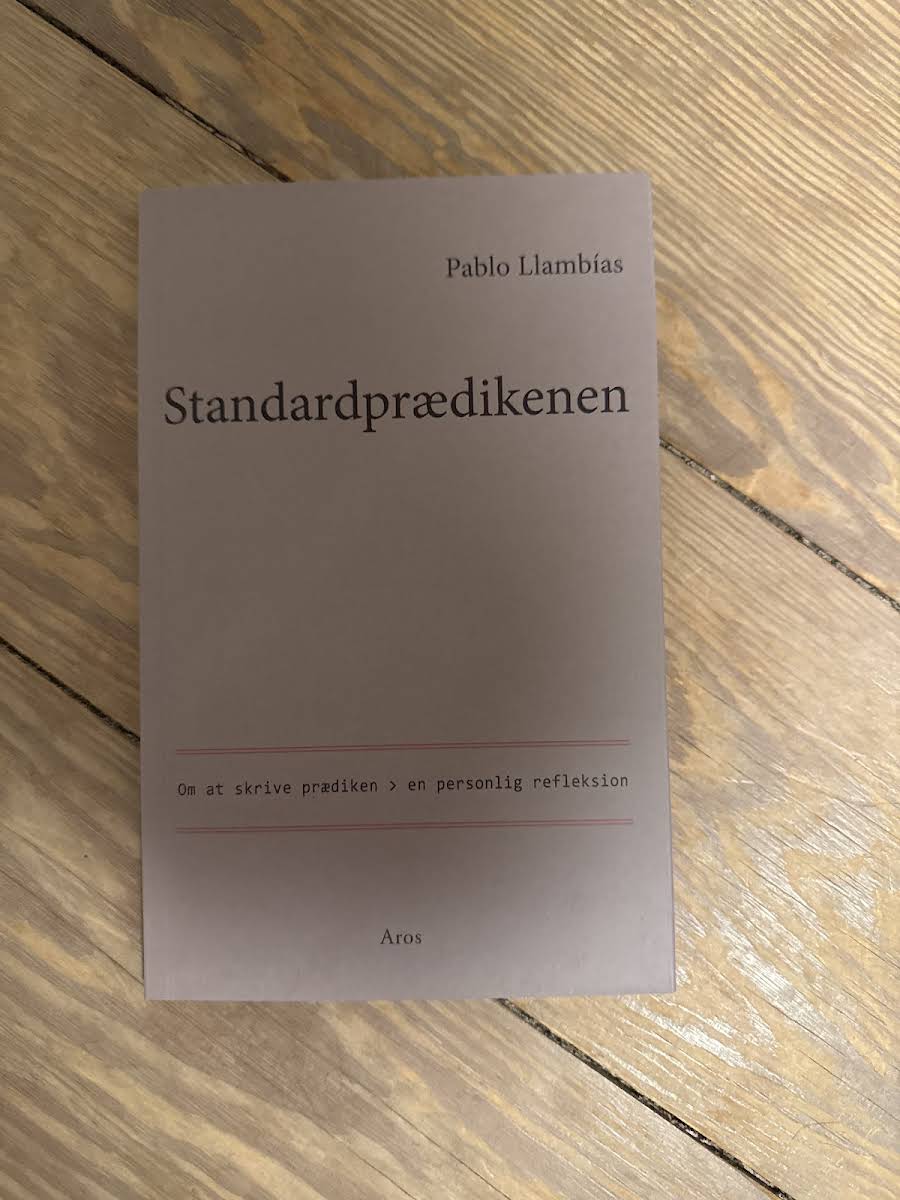 Pablo Llambías
Standardprædikenen
Om at skrive prædiken > en personlig refleksion
Aros